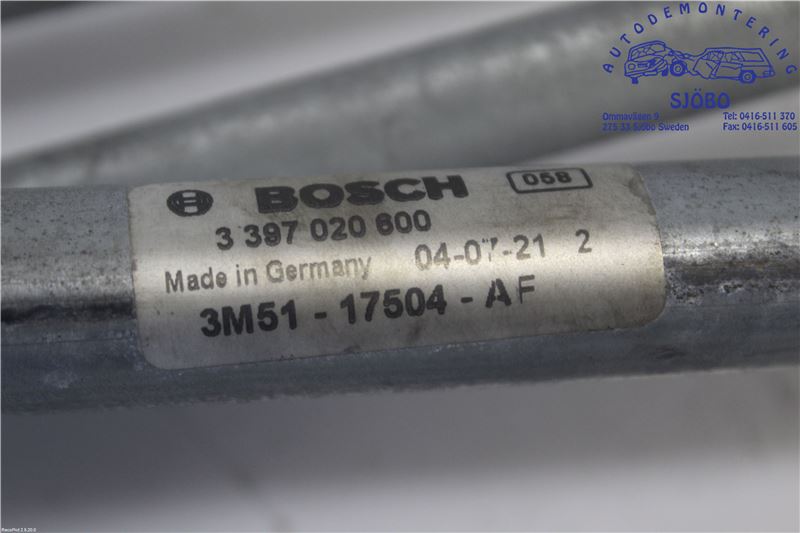 AUTODEMONTERING
SJÖBO
Ommavägen 9
275 33 Sjöbo Sweden
Tel: 0416-511 370
Fax: 0416-511 605
BOSCH
058
3 397 020 600
Made in Germany
04-07-21 2
3M51 - 17504 - AF